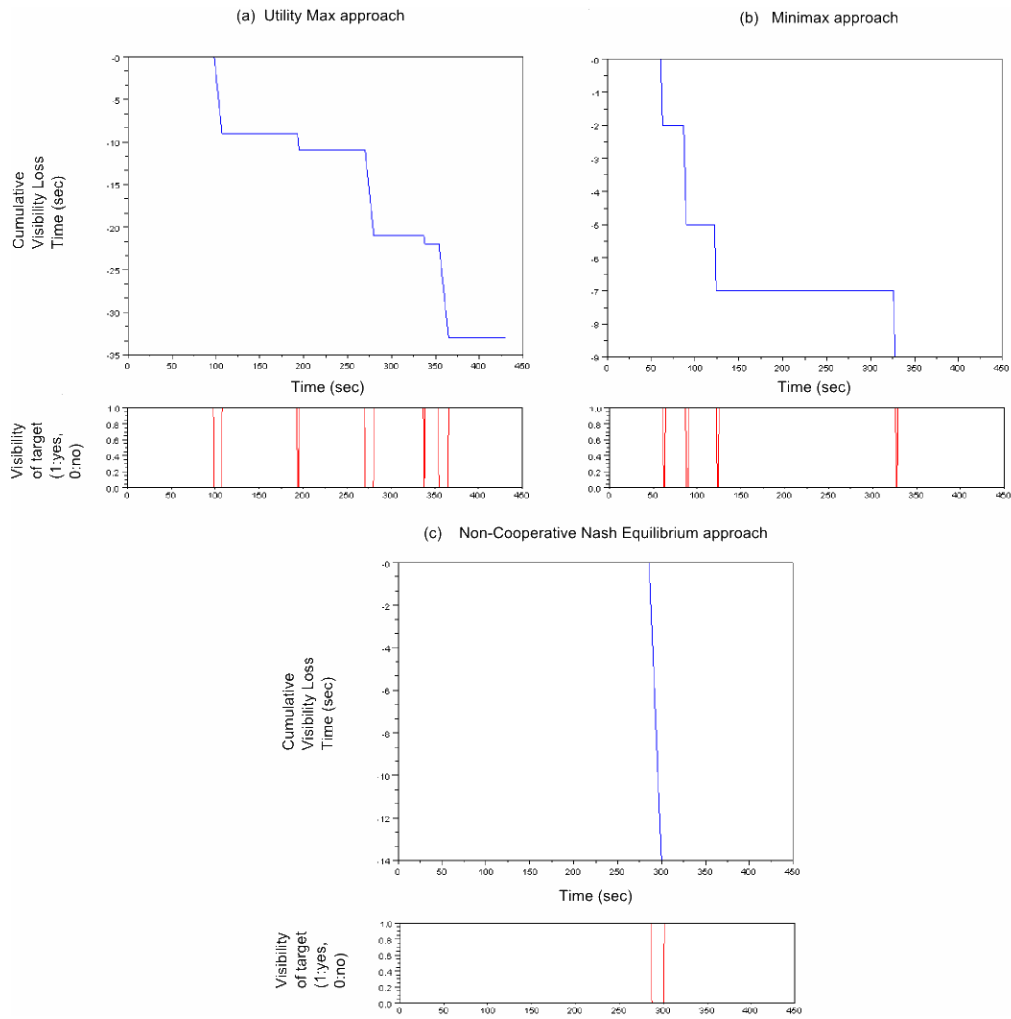 (a) Utility Max approach
Cumulative
Visibility Loss
Time (sec)
-0
-5
-10
-15
-20
-25
-30
-35
0 50 100 150 200 250 300 350 400 450
Time (sec)
Visibility
of target
(1:yes,
0:no)
1.0
0.8
0.6
0.4
0.2
0.0
0 50 100 150 200 250 300 350 400 450
(b) Minimax approach
-0
-1
-2
-3
-4
-5
-6
-7
-8
-9
0 50 100 150 200 250 300 350 400 450
Time (sec)
1.0
0.8
0.6
0.4
0.2
0.0
0 50 100 150 200 250 300 350 400 450
(c) Non-Cooperative Nash Equilibrium approach
Cumulative
Visibility Loss
Time (sec)
-0
-2
-4
-6
-8
-10
-12
-14
0 50 100 150 200 250 300 350 400 450
Time (sec)
Visibility
of target
(1:yes,
0:no)
1.0
0.8
0.6
0.4
0.2
0.0
0 50 100 150 200 250 300 350 400 450